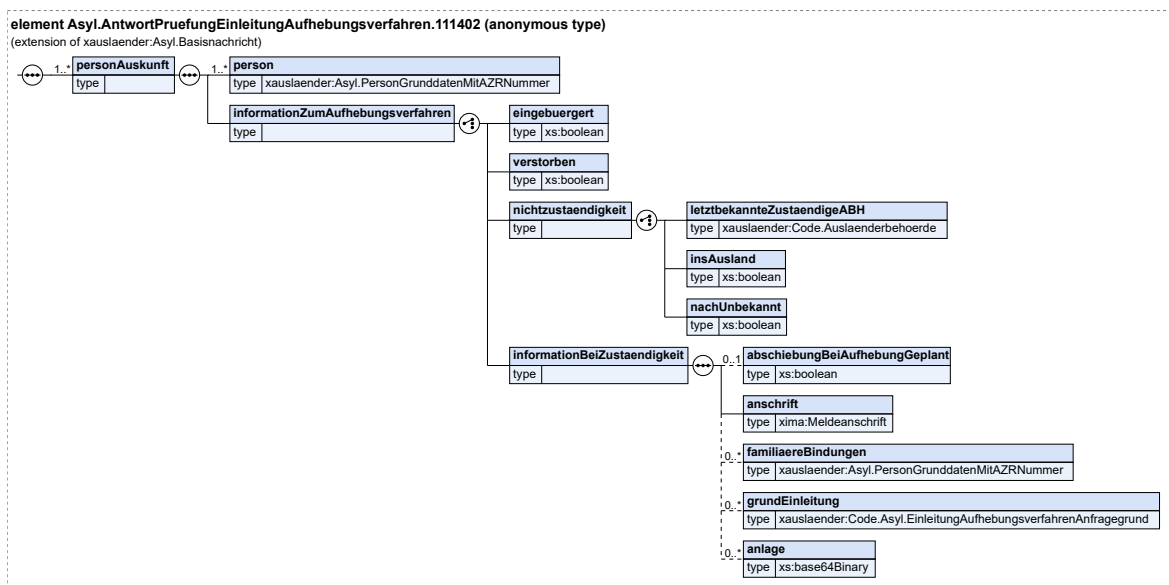 element Asyl.AntwortPruefungEinleitungAufhebungsverfahren.111402 (anonymous type)
(extension of xauslaender:Asyl.Basisnachricht)
1..* personAuskunft
type
1..* person
type xauslaender:Asyl.PersonGrunddatenMitAZRNummer
informationZumAufhebungsverfahren
type
eingebuergert
type xs:boolean
verstorben
type xs:boolean
nichtzustaendigkeit
type
letztbekannteZustaendigeABH
type xauslaender:Code.Auslaenderbehoerde
insAusland
type xs:boolean
nachUnbekannt
type xs:boolean
informationBeiZustaendigkeit
type
0..1 abschiebungBeiAufhebungGeplant
type xs:boolean
anschrift
type xima:Meldeanschrift
0..* familiaereBindungen
type xauslaender:Asyl.PersonGrunddatenMitAZRNummer
0..* grundEinleitung
type xauslaender:Code.Asyl.EinleitungAufhebungsverfahrenAnfragegrund
0..* anlage
type xs:base64Binary